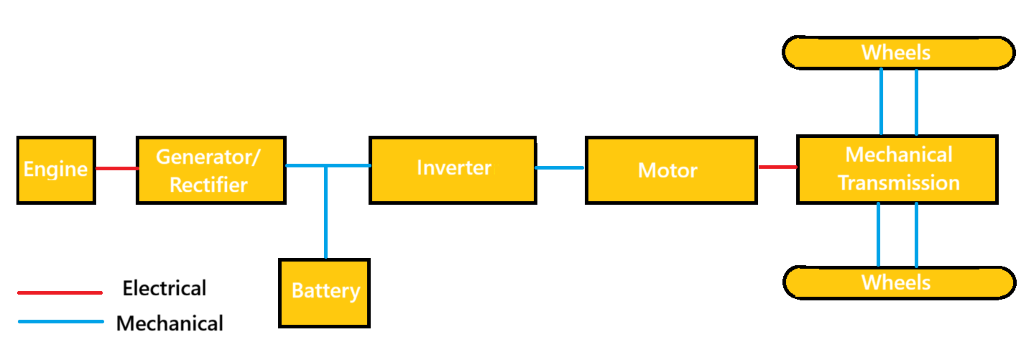 Wheels
Engine
Generator/
Rectifier
Inverter
Motor
Mechanical
Transmission
Battery
Wheels
Electrical
Mechanical